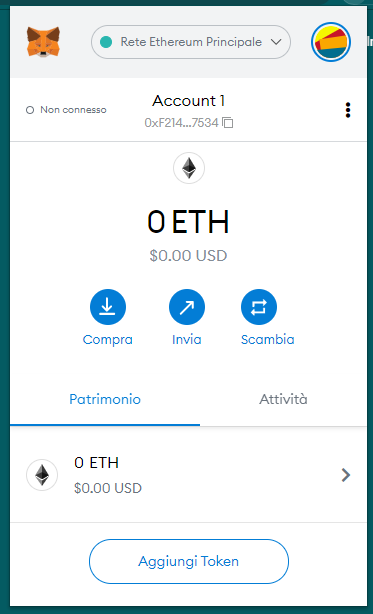 Rete Ethereum Principale
Non connesso
Account 1
0xF214...7534
0 ETH
$0.00 USD
Compra
Invia
Scambia
Patrimonio
Attività
0 ETH
$0.00 USD
Aggiungi Token